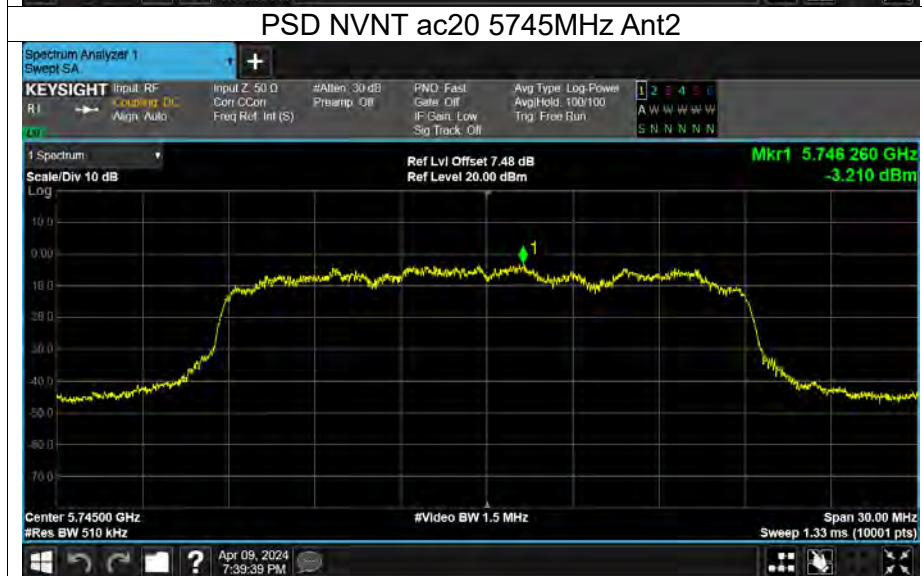 PSD NVNT ac20 5745MHz Ant2
Spectrum Analyzer 1
Swept SA
+
KEYSIGHT Input: RF
RL
Coupling: DC
Align: Auto
Input Z: 50 Ω
Corr CCorr
Freq Ref: Int (S)
#Atten: 30 dB
Preamp: Off
PNO: Fast
Gate: Off
IF Gain: Low
Sig Track: Off
Avg Type: Log-Power
Avg|Hold: 100/100
Trig: Free Run
1 2 3 4 5 6
A W W W W W
S N N N N N
1 Spectrum
Scale/Div 10 dB
Ref Lvl Offset 7.48 dB
Ref Level 20.00 dBm
Mkr1 5.746 260 GHz
-3.210 dBm
Log
10.0
0.00
-10.0
-20.0
-30.0
-40.0
-50.0
-60.0
-70.0
1
Center 5.74500 GHz
#Res BW 510 kHz
#Video BW 1.5 MHz
Span 30.00 MHz
Sweep 1.33 ms (10001 pts)
?
Apr 09, 2024
7:39:39 PM